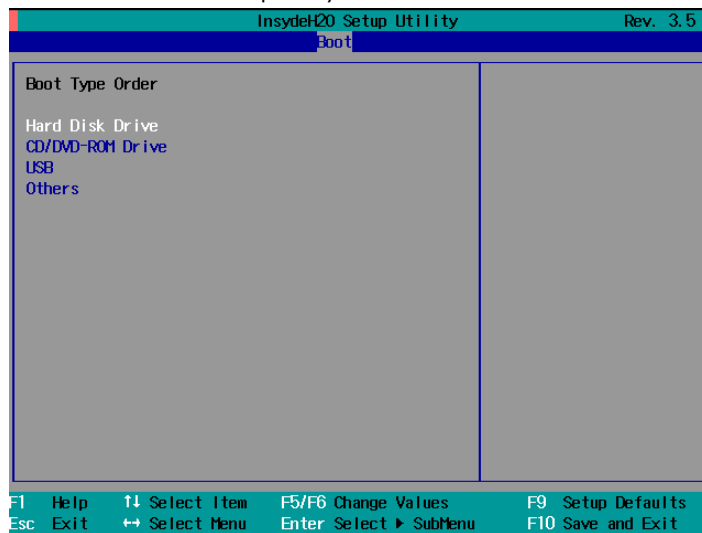 InsydeH20 Setup Utility Rev. 3.5
Boot
Boot Type Order
Hard Disk Drive
CD/DVD-ROM Drive
USB
Others
F1 Help ↑↓ Select Item F5/F6 Change Values F9 Setup Defaults
Esc Exit ↔ Select Menu Enter Select ▶ SubMenu F10 Save and Exit